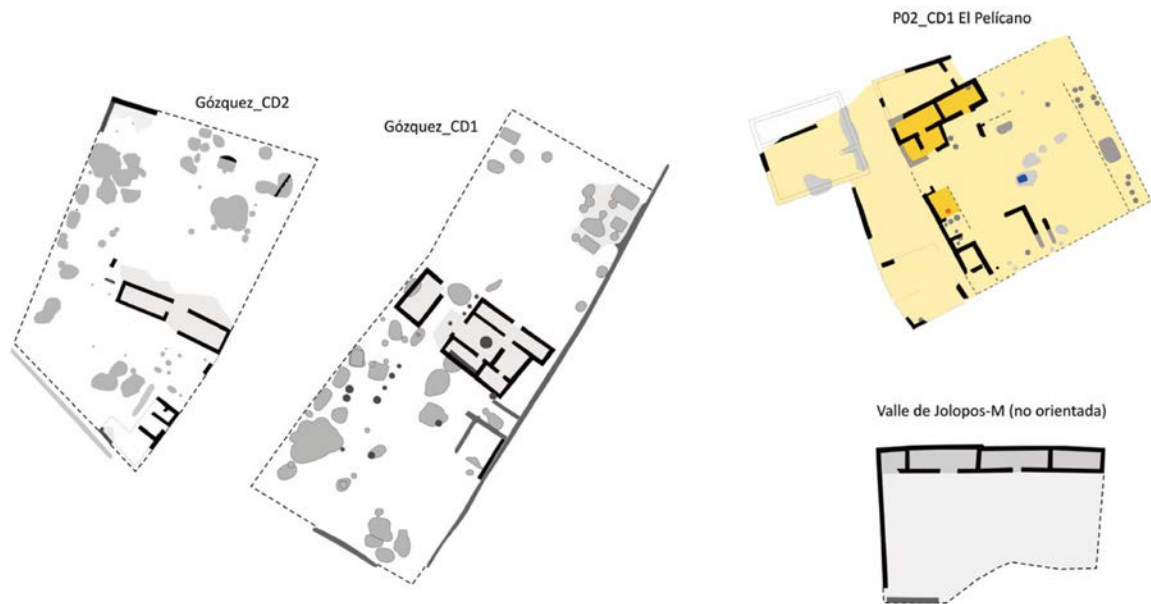 P02_CD1 El Pelícano
Gózquez_CD2
Gózquez_CD1
Valle de Jolopos-M (no orientada)